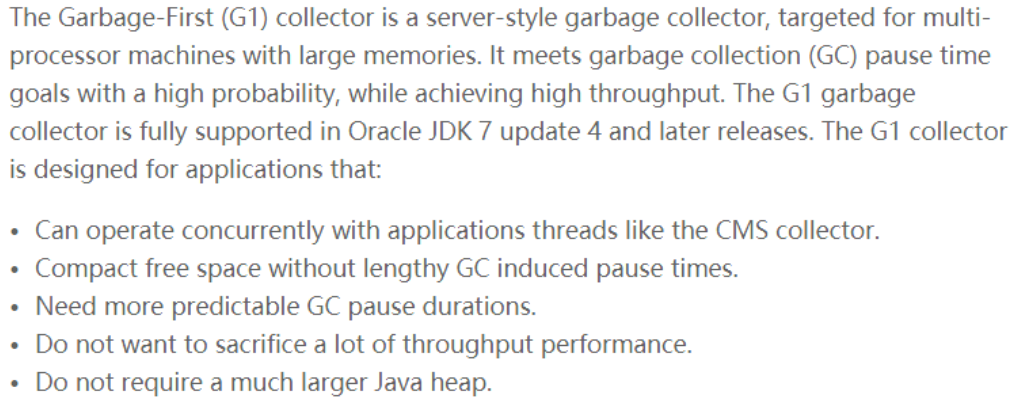 The Garbage-First (G1) collector is a server-style garbage collector, targeted for multi-
processor machines with large memories. It meets garbage collection (GC) pause time
goals with a high probability, while achieving high throughput. The G1 garbage
collector is fully supported in Oracle JDK 7 update 4 and later releases. The G1 collector
is designed for applications that:
• Can operate concurrently with applications threads like the CMS collector.
• Compact free space without lengthy GC induced pause times.
• Need more predictable GC pause durations.
• Do not want to sacrifice a lot of throughput performance.
• Do not require a much larger Java heap.